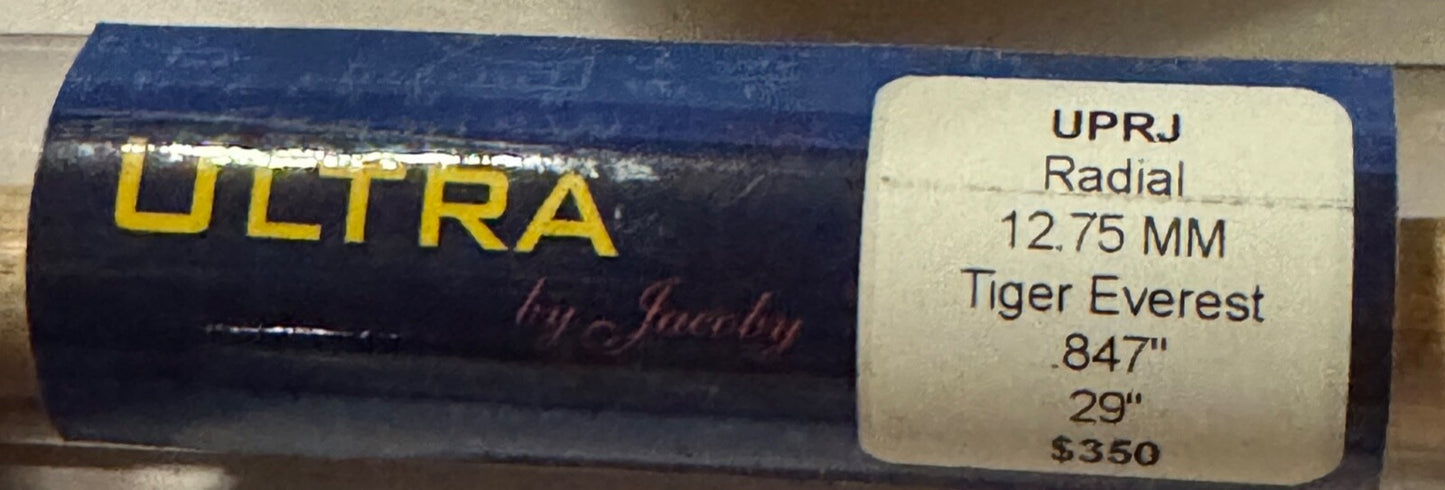 ULTRA
by Jacoby
UPRJ
Radial
12.75 MM
Tiger Everest
.847"
29"
$350